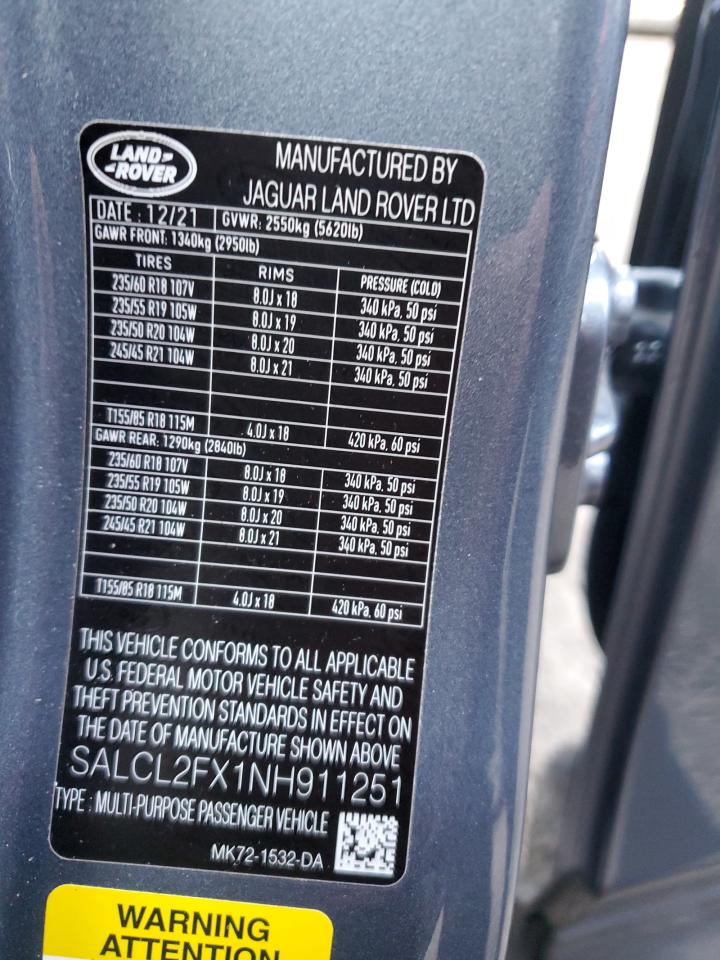 LAND ROVER
MANUFACTURED BY
JAGUAR LAND ROVER LTD
DATE : 12/21 GVWR: 2550kg (5620lb)
GAWR FRONT: 1340kg (2950lb)
TIRES RIMS PRESSURE (COLD)
235/60 R18 107V 8.0J x 18 340 kPa, 50 psi
235/55 R19 105W 8.0J x 19 340 kPa, 50 psi
235/50 R20 104W 8.0J x 20 340 kPa, 50 psi
245/45 R21 104W 8.0J x 21 340 kPa, 50 psi
T155/85 R18 115M 4.0J x 18 420 kPa, 60 psi
GAWR REAR: 1290kg (2840lb)
235/60 R18 107V 8.0J x 18 340 kPa, 50 psi
235/55 R19 105W 8.0J x 19 340 kPa, 50 psi
235/50 R20 104W 8.0J x 20 340 kPa, 50 psi
245/45 R21 104W 8.0J x 21 340 kPa, 50 psi
T155/85 R18 115M 4.0J x 18 420 kPa, 60 psi
THIS VEHICLE CONFORMS TO ALL APPLICABLE
U.S. FEDERAL MOTOR VEHICLE SAFETY AND
THEFT PREVENTION STANDARDS IN EFFECT ON
THE DATE OF MANUFACTURE SHOWN ABOVE
SALCL2FX1NH911251
TYPE : MULTI-PURPOSE PASSENGER VEHICLE
MK72-1532-DA
WARNING
ATTENTION